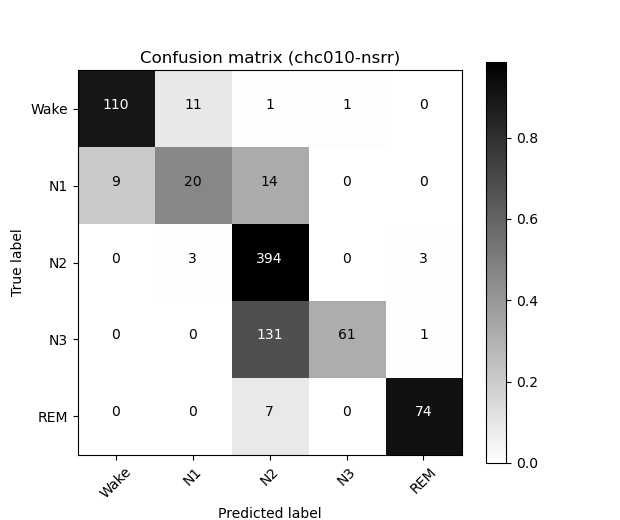 Confusion matrix (chc010-nsrr)
True label
Wake 110 11 1 1 0
N1 9 20 14 0 0
N2 0 3 394 0 3
N3 0 0 131 61 1
REM 0 0 7 0 74
Wake N1 N2 N3 REM
Predicted label
0.8
0.6
0.4
0.2
0.0